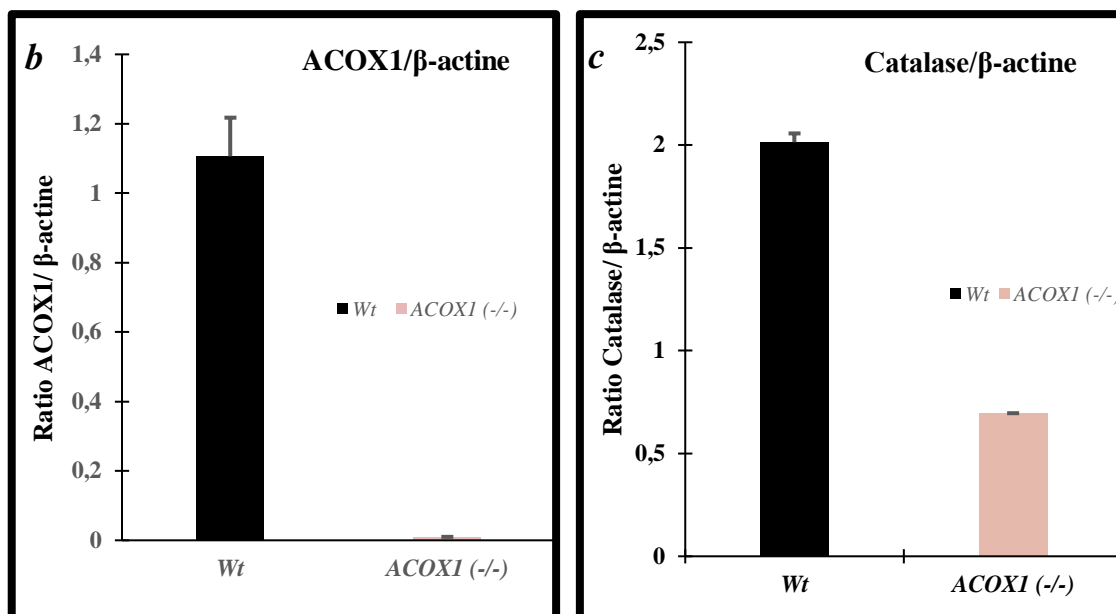 b
ACOX1/β-actine
Ratio ACOX1/ β-actine
1,4
1,2
1
0,8
0,6
0,4
0,2
0
Wt ACOX1 (-/-)
Wt ACOX1 (-/-)
c
Catalase/β-actine
Ratio Catalase/ β-actine
2,5
2
1,5
1
0,5
0
Wt ACOX1 (-/-)
Wt ACOX1 (-/-)